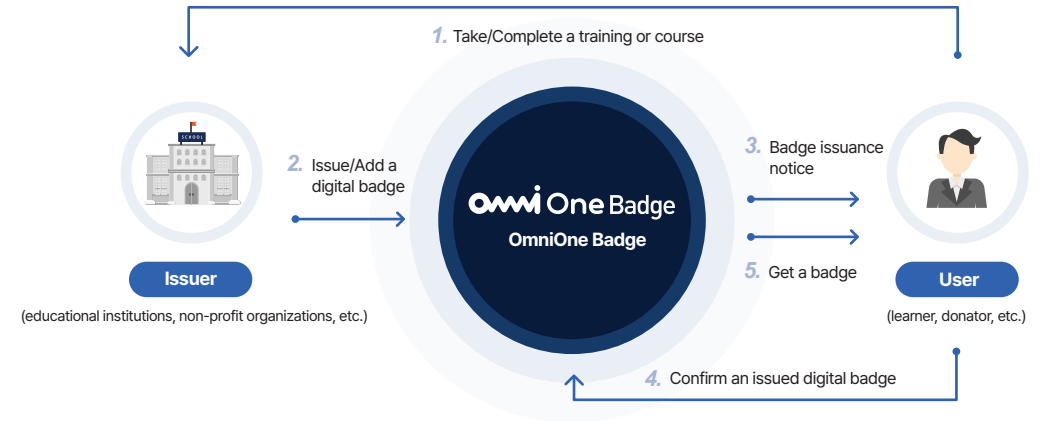 1. Take/Complete a training or course
SCHOOL
2. Issue/Add a
digital badge
3. Badge issuance
notice
omni One Badge
OmniOne Badge
5. Get a badge
Issuer
User
(educational institutions, non-profit organizations, etc.)
(learner, donator, etc.)
4. Confirm an issued digital badge